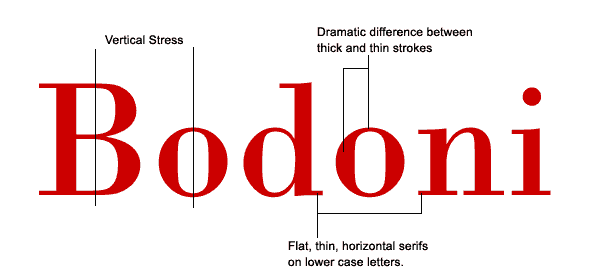 Vertical Stress
Dramatic difference between
thick and thin strokes
Bodoni
Flat, thin, horizontal serifs
on lower case letters.